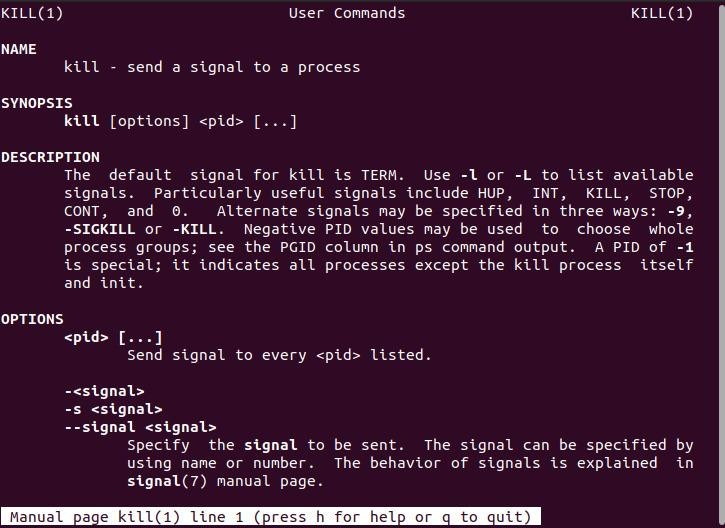 KILL(1) User Commands KILL(1)
NAME
kill - send a signal to a process
SYNOPSIS
kill [options] <pid> [...]
DESCRIPTION
The default signal for kill is TERM. Use -l or -L to list available
signals. Particularly useful signals include HUP, INT, KILL, STOP,
CONT, and 0. Alternate signals may be specified in three ways: -9,
-SIGKILL or -KILL. Negative PID values may be used to choose whole
process groups; see the PGID column in ps command output. A PID of -1
is special; it indicates all processes except the kill process itself
and init.
OPTIONS
<pid> [...]
Send signal to every <pid> listed.
-<signal>
-s <signal>
--signal <signal>
Specify the signal to be sent. The signal can be specified by
using name or number. The behavior of signals is explained in
signal(7) manual page.
Manual page kill(1) line 1 (press h for help or q to quit)